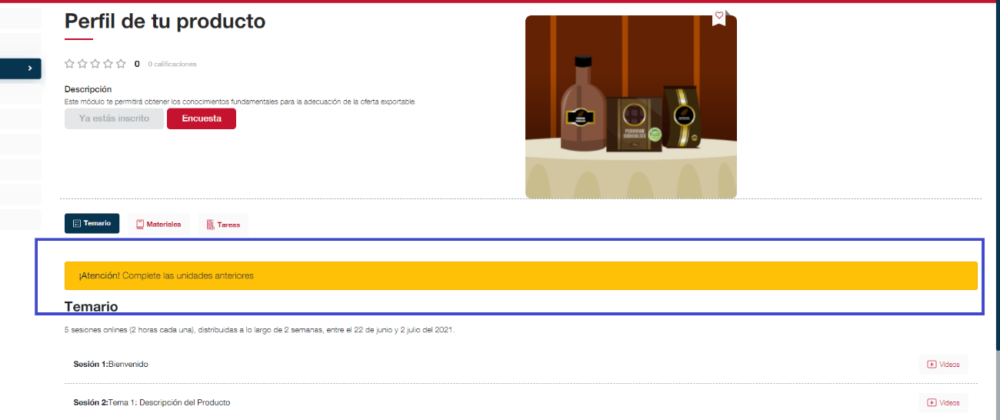 Perfil de tu producto
0 0 calificaciones
Descripción
Este módulo te permitirá obtener los conocimientos fundamentales para la adecuación de la oferta exportable.
Ya estás inscrito Encuesta
PERUVIAN
CHOCOLATE
Temario Materiales Tareas
¡Atención! Complete las unidades anteriores
Temario
5 sesiones onlines (2 horas cada una), distribuidas a lo largo de 2 semanas, entre el 22 de junio y 2 julio del 2021.
Sesión 1:Bienvenido Videos
Sesión 2:Tema 1: Descripción del Producto Videos